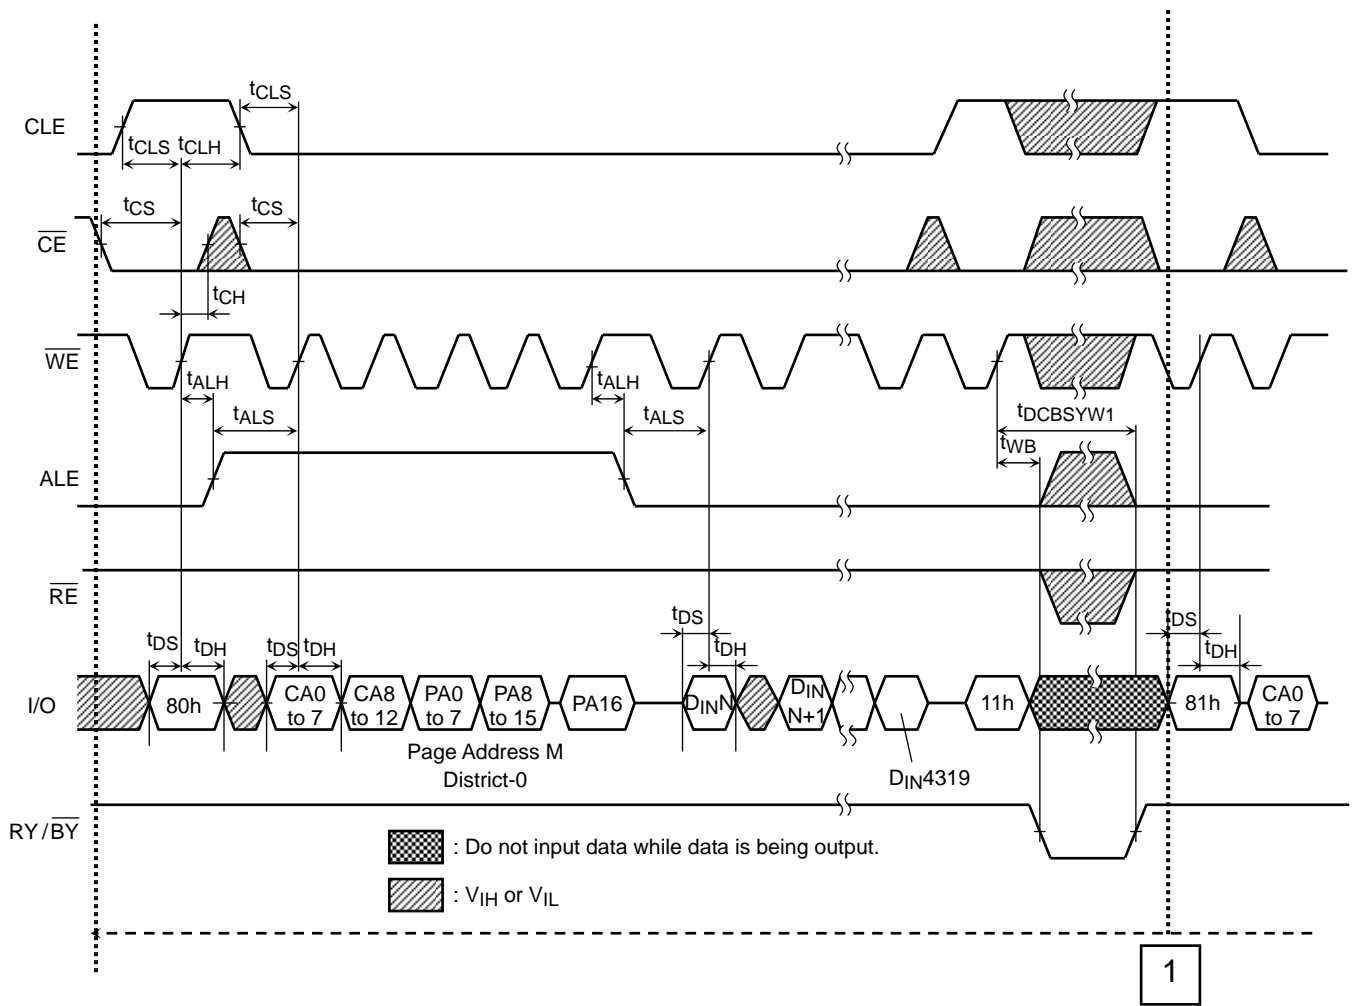 tCLS
CLE
tCLS tCLH
tCS tCS
CE
tCH
WE
tALH tALH
tALS tALS
tDCBSYW1
tWB
ALE
RE
tDS tDH tDS tDH tDS tDH tDS tDH
I/O
80h
CA0 to 7
CA8 to 12
PA0 to 7
PA8 to 15
PA16
DINN
DIN N+1
11h
81h
CA0 to 7
Page Address M
District-0
DIN4319
RY/BY
: Do not input data while data is being output.
: VIH or VIL
1